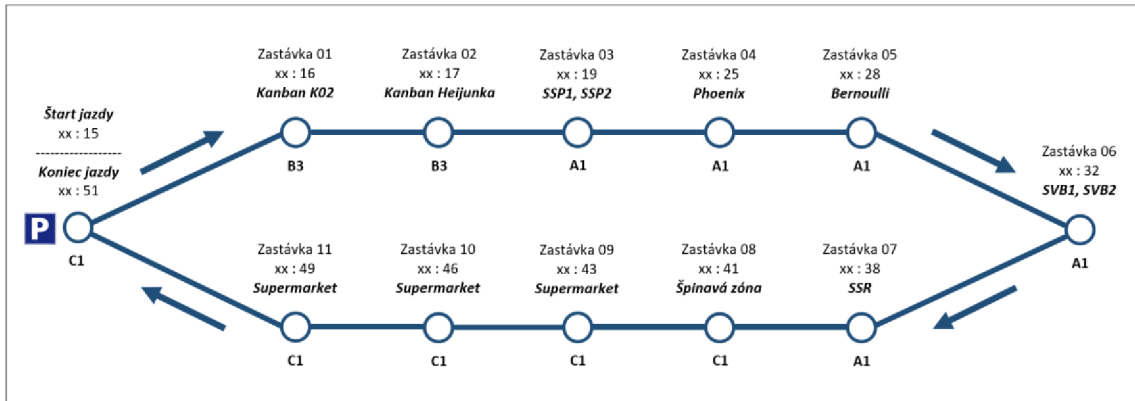 Zastávka 01
xx : 16
Kanban K02
B3
Zastávka 02
xx : 17
Kanban Heijunka
B3
Zastávka 03
xx : 19
SSP1, SSP2
A1
Zastávka 04
xx : 25
Phoenix
A1
Zastávka 05
xx : 28
Bernoulli
A1
Zastávka 06
xx : 32
SVB1, SVB2
A1
Štart jazdy
xx : 15
------------------
Koniec jazdy
xx : 51
P
C1
Zastávka 11
xx : 49
Supermarket
C1
Zastávka 10
xx : 46
Supermarket
C1
Zastávka 09
xx : 43
Supermarket
C1
Zastávka 08
xx : 41
Špinavá zóna
C1
Zastávka 07
xx : 38
SSR
A1